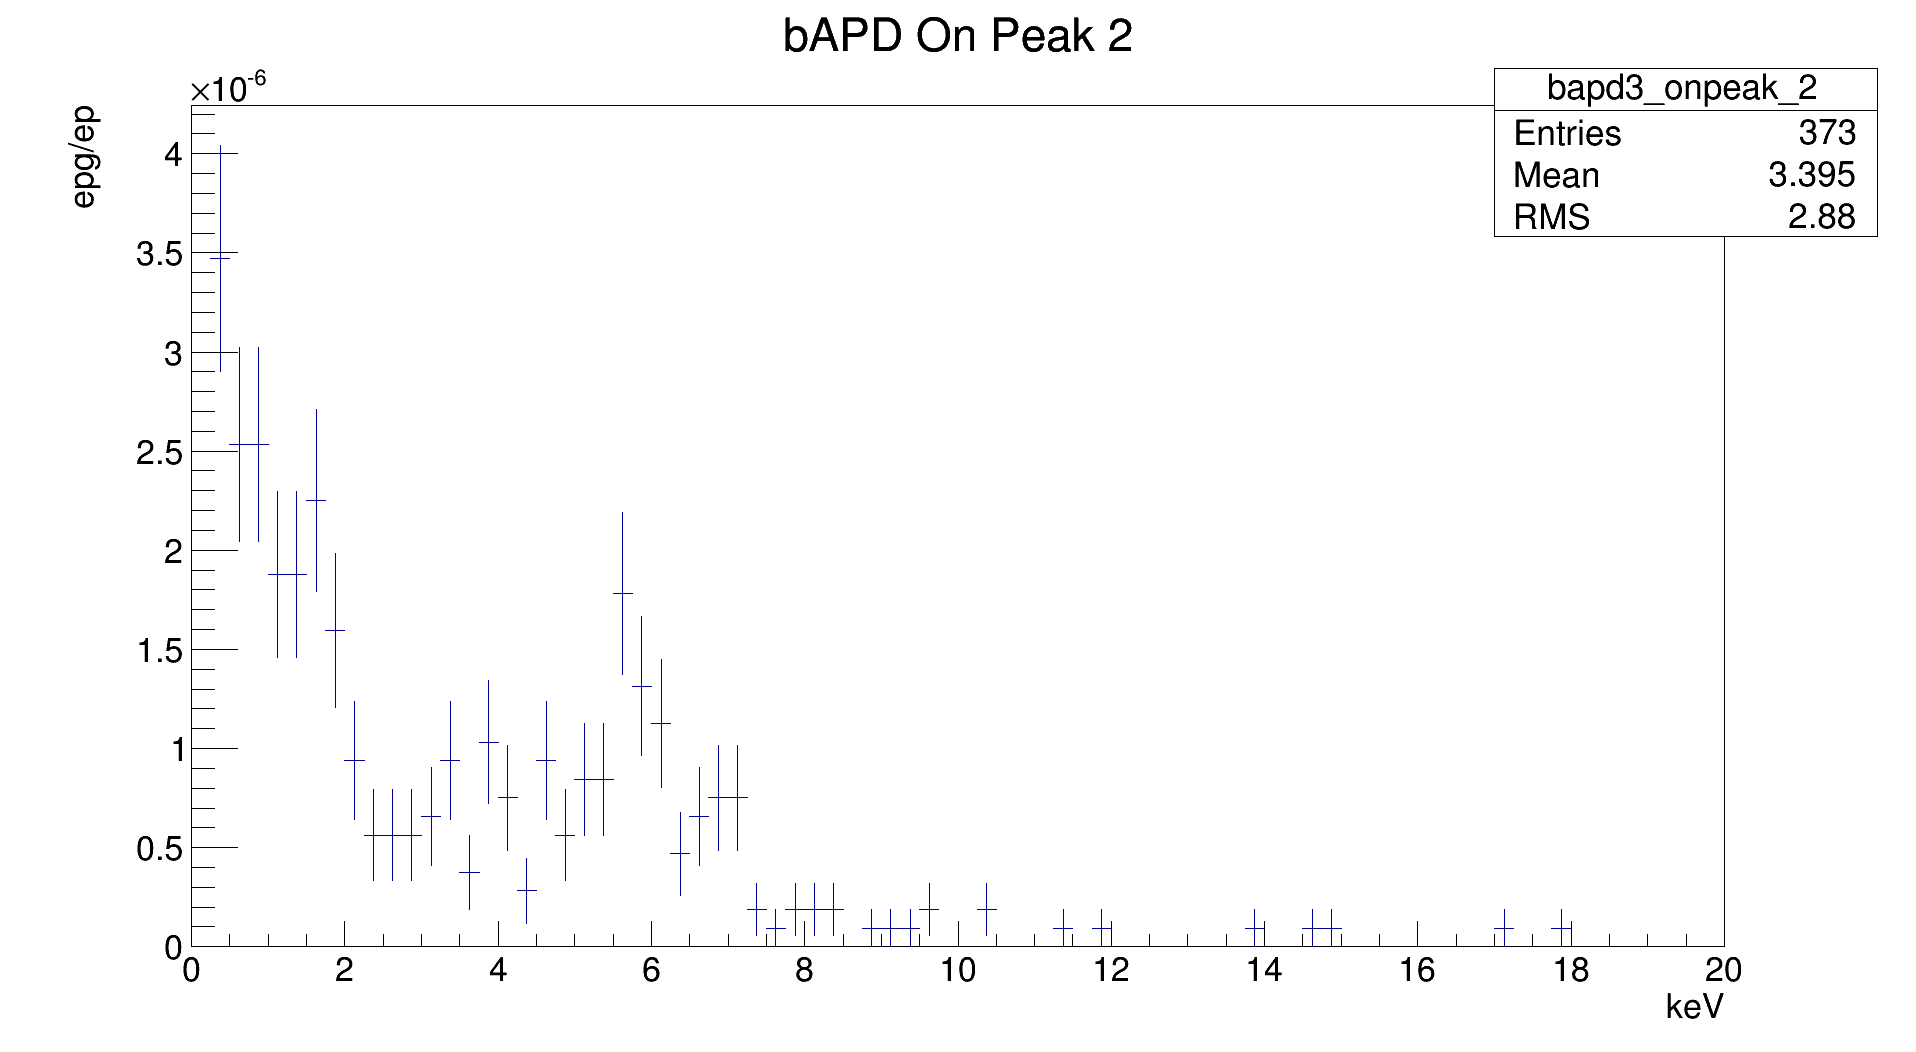 bAPD On Peak 2
×10-6
epg/ep
bapd3_onpeak_2
Entries 373
Mean 3.395
RMS 2.88
4
3.5
3
2.5
2
1.5
1
0.5
0
0 2 4 6 8 10 12 14 16 18 20
keV